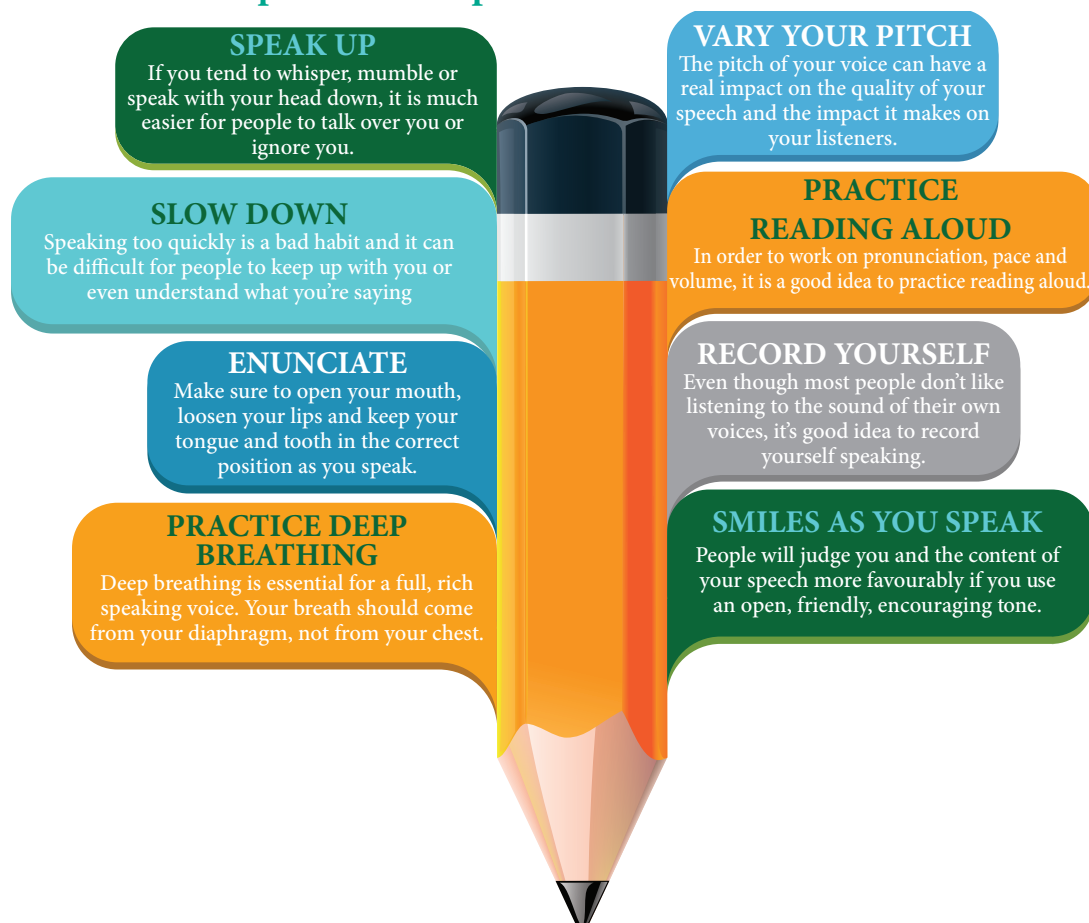 SPEAK UP
If you tend to whisper, mumble or
speak with your head down, it is much
easier for people to talk over you or
ignore you.
SLOW DOWN
Speaking too quickly is a bad habit and it can
be difficult for people to keep up with you or
even understand what you’re saying
ENUNCIATE
Make sure to open your mouth,
loosen your lips and keep your
tongue and tooth in the correct
position as you speak.
PRACTICE DEEP
BREATHING
Deep breathing is essential for a full, rich
speaking voice. Your breath should come
from your diaphragm, not from your chest.
VARY YOUR PITCH
The pitch of your voice can have a
real impact on the quality of your
speech and the impact it makes on
your listeners.
PRACTICE
READING ALOUD
In order to work on pronunciation, pace and
volume, it is a good idea to practice reading aloud.
RECORD YOURSELF
Even though most people don’t like
listening to the sound of their own
voices, it’s good idea to record
yourself speaking.
SMILES AS YOU SPEAK
People will judge you and the content of
your speech more favourably if you use
an open, friendly, encouraging tone.